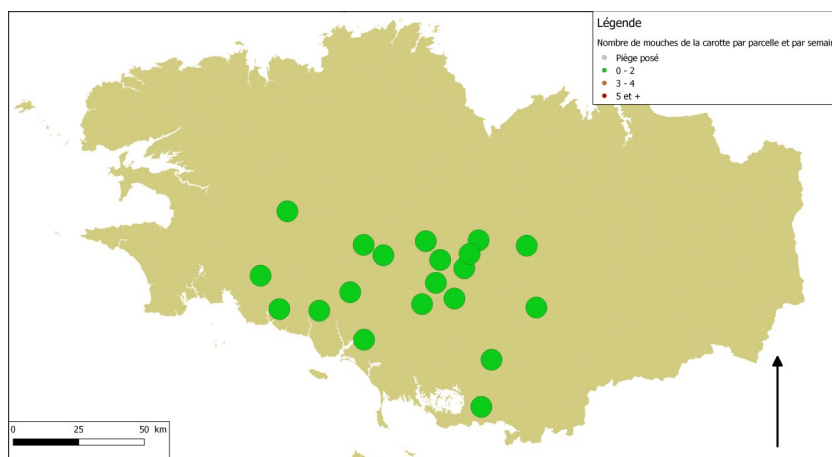 Légende
Nombre de mouches de la carotte par parcelle et par semain
Piège posé
0 - 2
3 - 4
5 et +
0 25 50 km